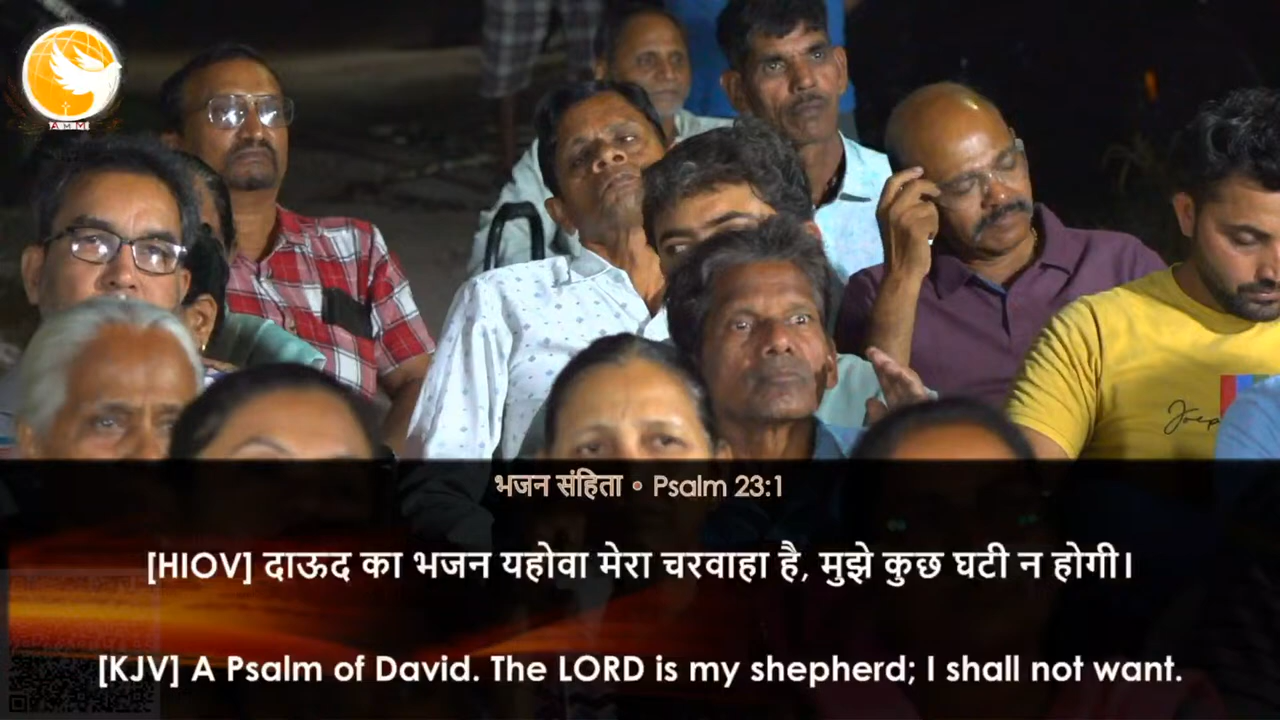 A M M
भजन संहिता • Psalm 23:1
[HIOV] दाऊद का भजन यहोवा मेरा चरवाहा है, मुझे कुछ घटी न होगी।
[KJV] A Psalm of David. The LORD is my shepherd; I shall not want.